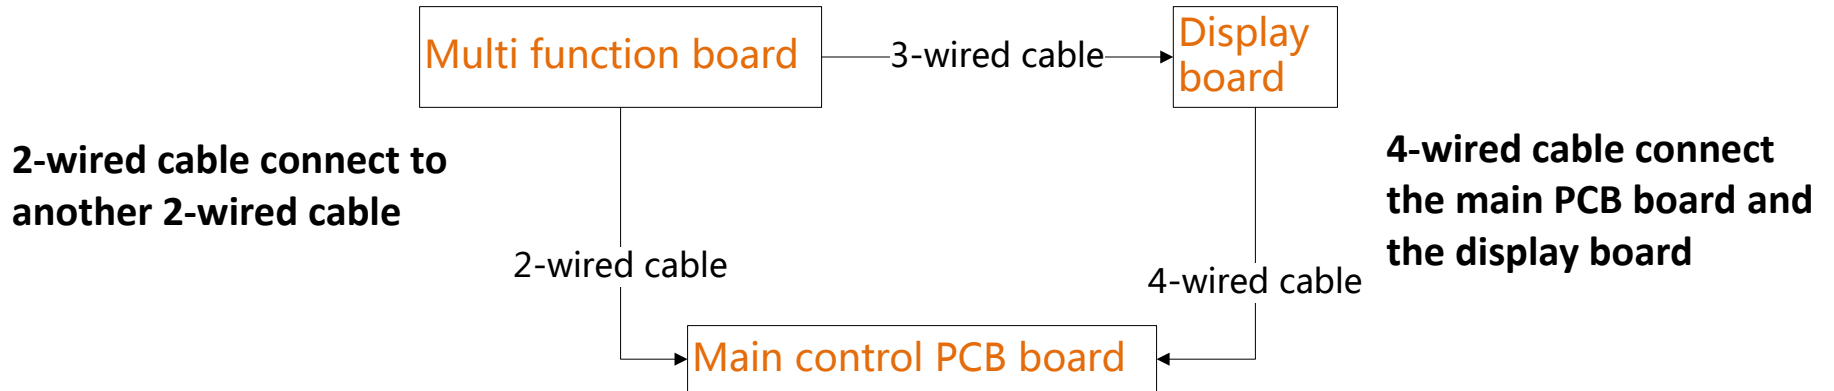 Multi function board
3-wired cable
Display
board
2-wired cable connect to
another 2-wired cable
4-wired cable connect
the main PCB board and
the display board
2-wired cable
4-wired cable
Main control PCB board